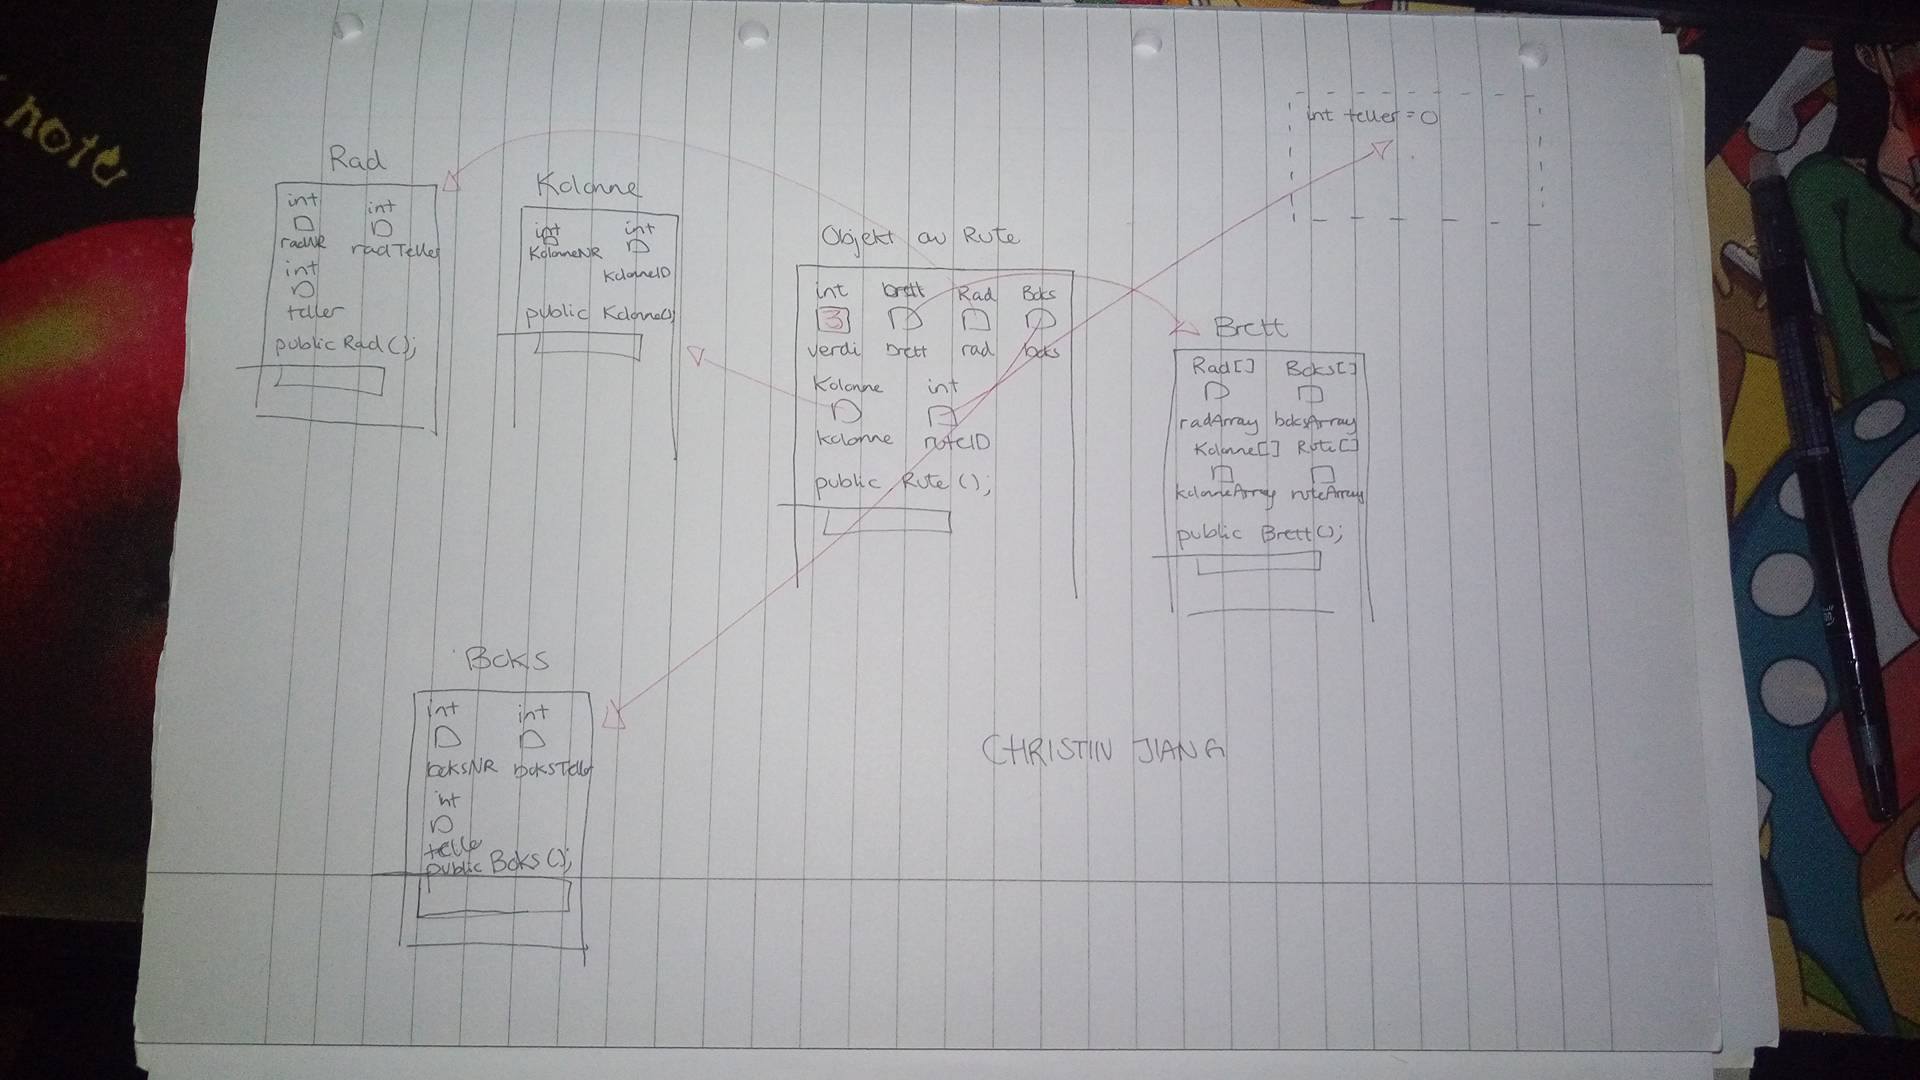 note
int teller = 0
Rad
int int
radNR radTeller
int
teller
public Rad();
Kolonne
int int
KolonneNR
KolonneID
public Kolonne();
Objekt av Rute
int brett Rad Boks
3
verdi brett rad boks
Kolonne int
kolonne ruteID
public Rute();
Brett
Rad[] Boks[]
radArray boksArray
Kolonne[] Rute[]
kolonneArray ruteArray
public Brett();
Boks
int int
boksNR boksTeller
int
telle
public Boks();
CHRISTIN JIANG